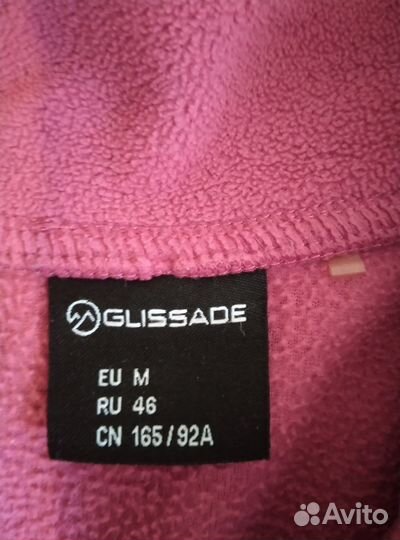 GLISSADE
EU M
RU 46
CN 165/92A
Avito